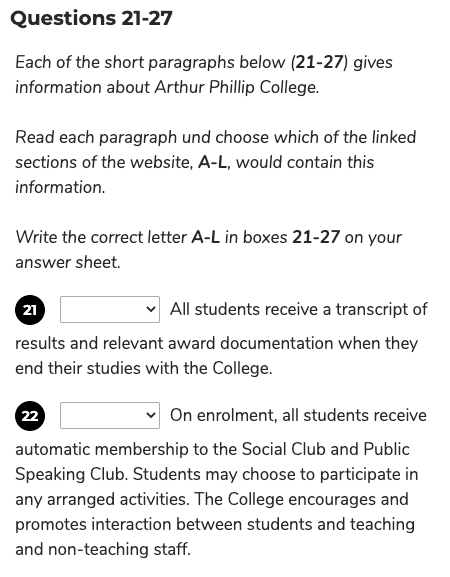 Questions 21-27
Each of the short paragraphs below (21-27) gives
information about Arthur Phillip College.
Read each paragraph und choose which of the linked
sections of the website, A-L, would contain this
information.
Write the correct letter A-L in boxes 21-27 on your
answer sheet.
21 All students receive a transcript of
results and relevant award documentation when they
end their studies with the College.
22 On enrolment, all students receive
automatic membership to the Social Club and Public
Speaking Club. Students may choose to participate in
any arranged activities. The College encourages and
promotes interaction between students and teaching
and non-teaching staff.